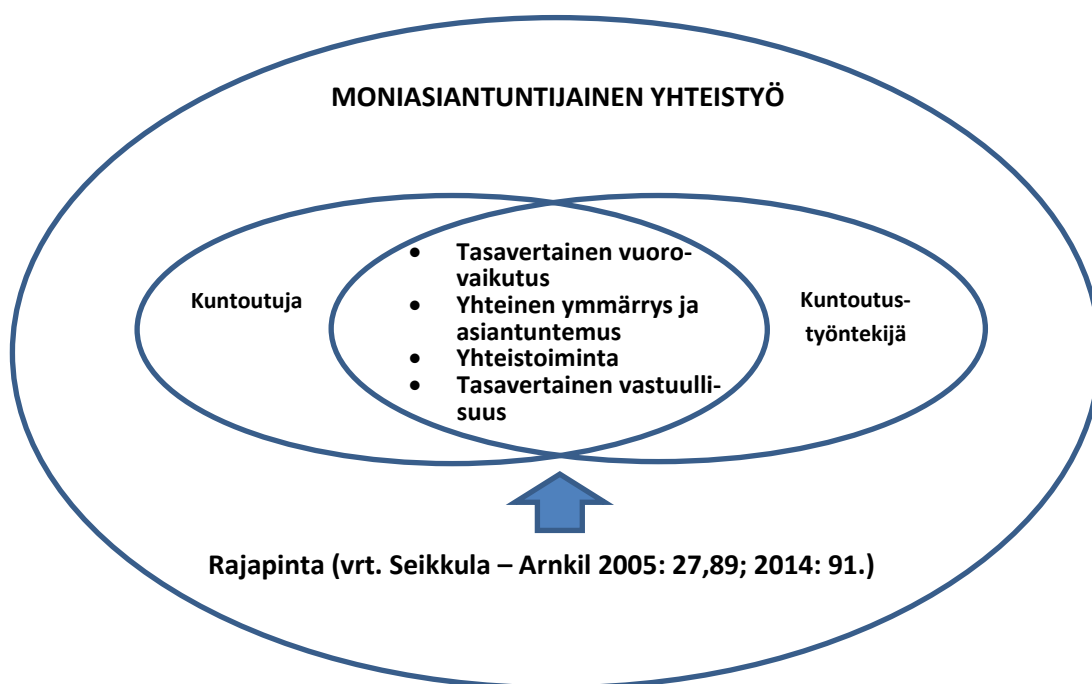 MONIASIANTUNTIJAINEN YHTEISTYÖ
Kuntoutuja
• Tasavertainen vuoro-
vaikutus
• Yhteinen ymmärrys ja
asiantuntemus
• Yhteistoiminta
• Tasavertainen vastuulli-
suus
Kuntoutus-
työntekijä
Rajapinta (vrt. Seikkula – Arnkil 2005: 27,89; 2014: 91.)